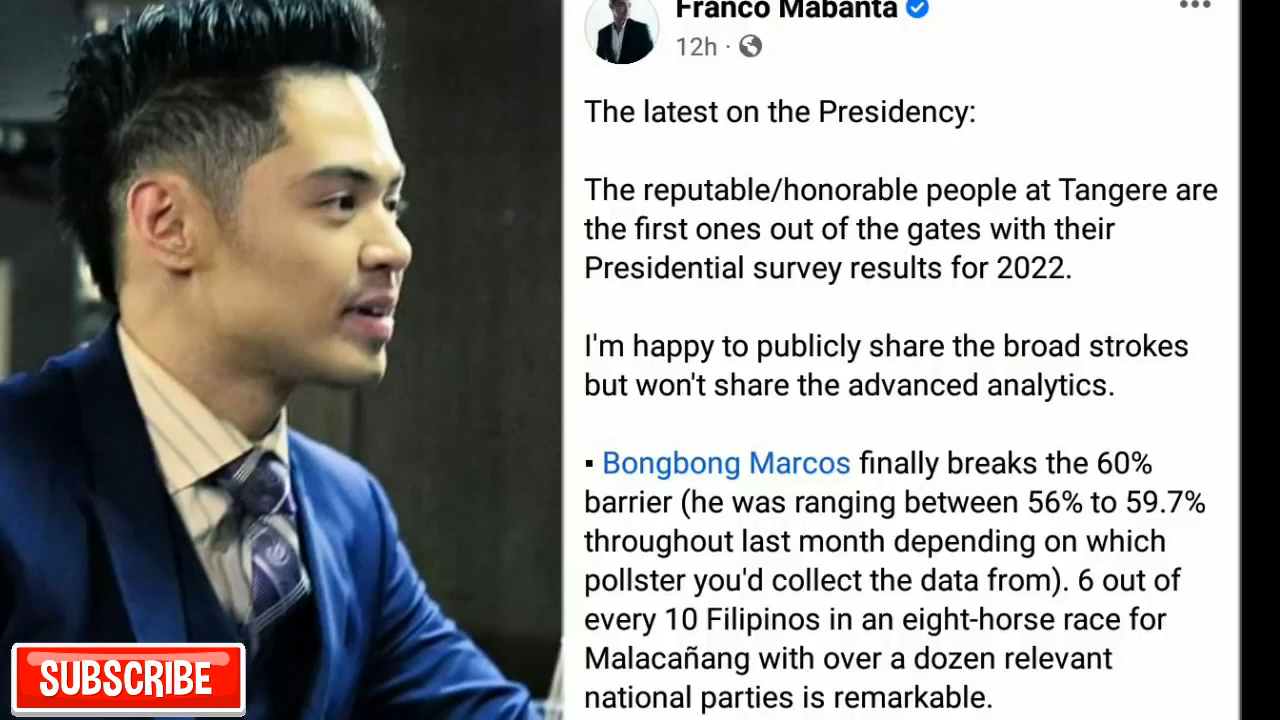 Franco Mabanta
12h ·
The latest on the Presidency:
The reputable/honorable people at Tangere are
the first ones out of the gates with their
Presidential survey results for 2022.
I'm happy to publicly share the broad strokes
but won't share the advanced analytics.
▪ Bongbong Marcos finally breaks the 60%
barrier (he was ranging between 56% to 59.7%
throughout last month depending on which
pollster you'd collect the data from). 6 out of
every 10 Filipinos in an eight-horse race for
Malacañang with over a dozen relevant
national parties is remarkable.
SUBSCRIBE